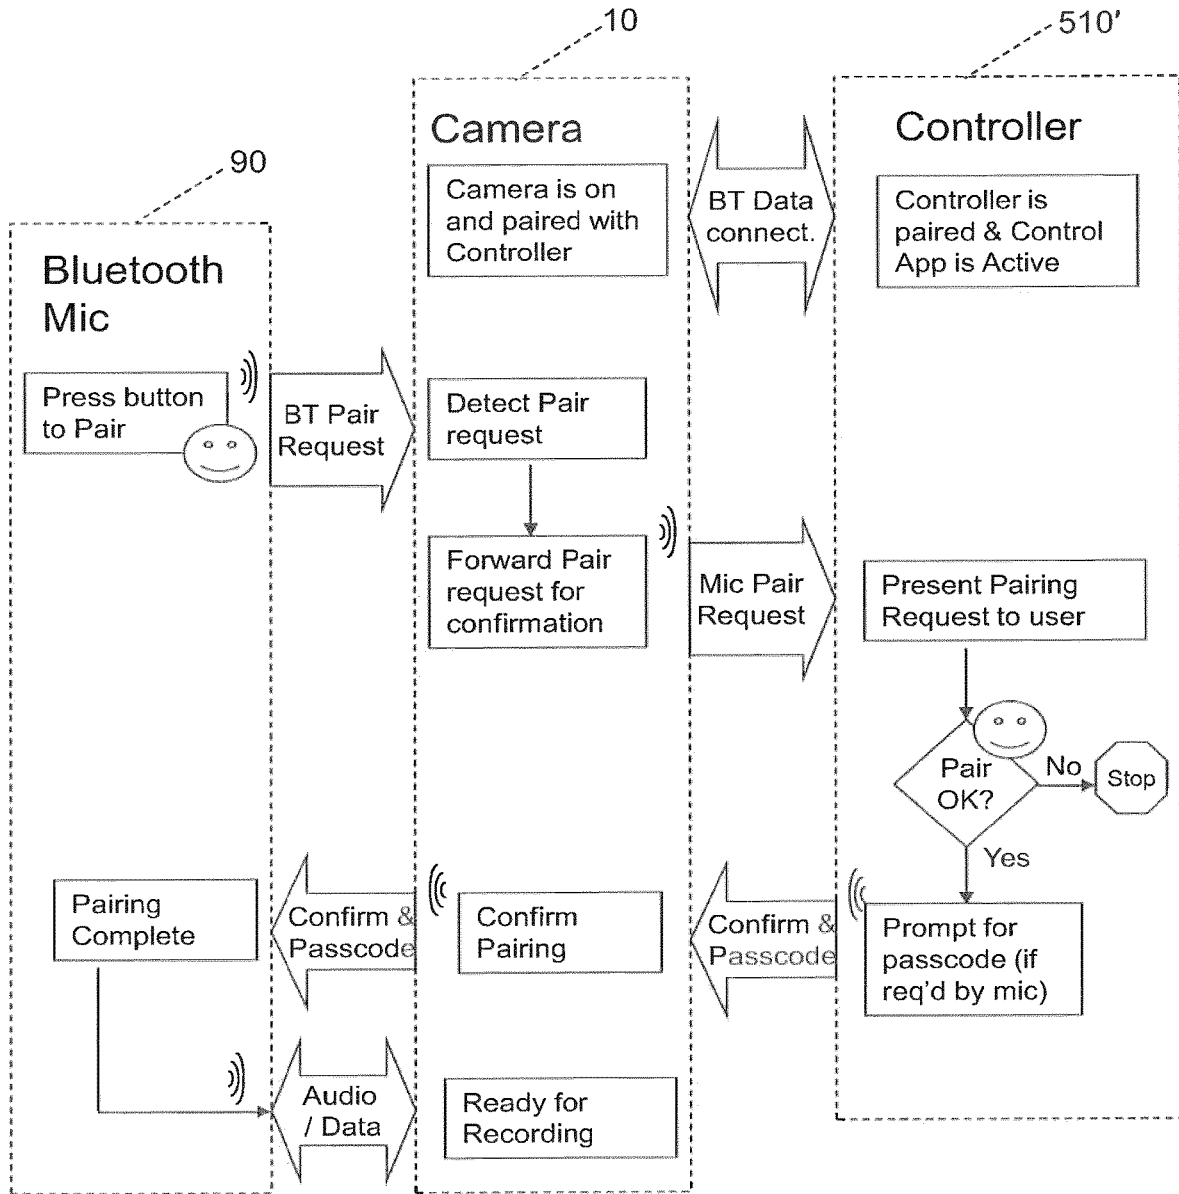 10
510'
90
Camera
Controller
Bluetooth
Mic
Camera is on
and paired with
Controller
BT Data
connect.
Controller is
paired & Control
App is Active
Press button
to Pair
BT Pair
Request
Detect Pair
request
Forward Pair
request for
confirmation
Mic Pair
Request
Present Pairing
Request to user
Pair
OK?
No
Stop
Yes
Prompt for
passcode (if
req'd by mic)
Confirm &
Passcode
Confirm
Pairing
Confirm &
Passcode
Pairing
Complete
Audio
/ Data
Ready for
Recording